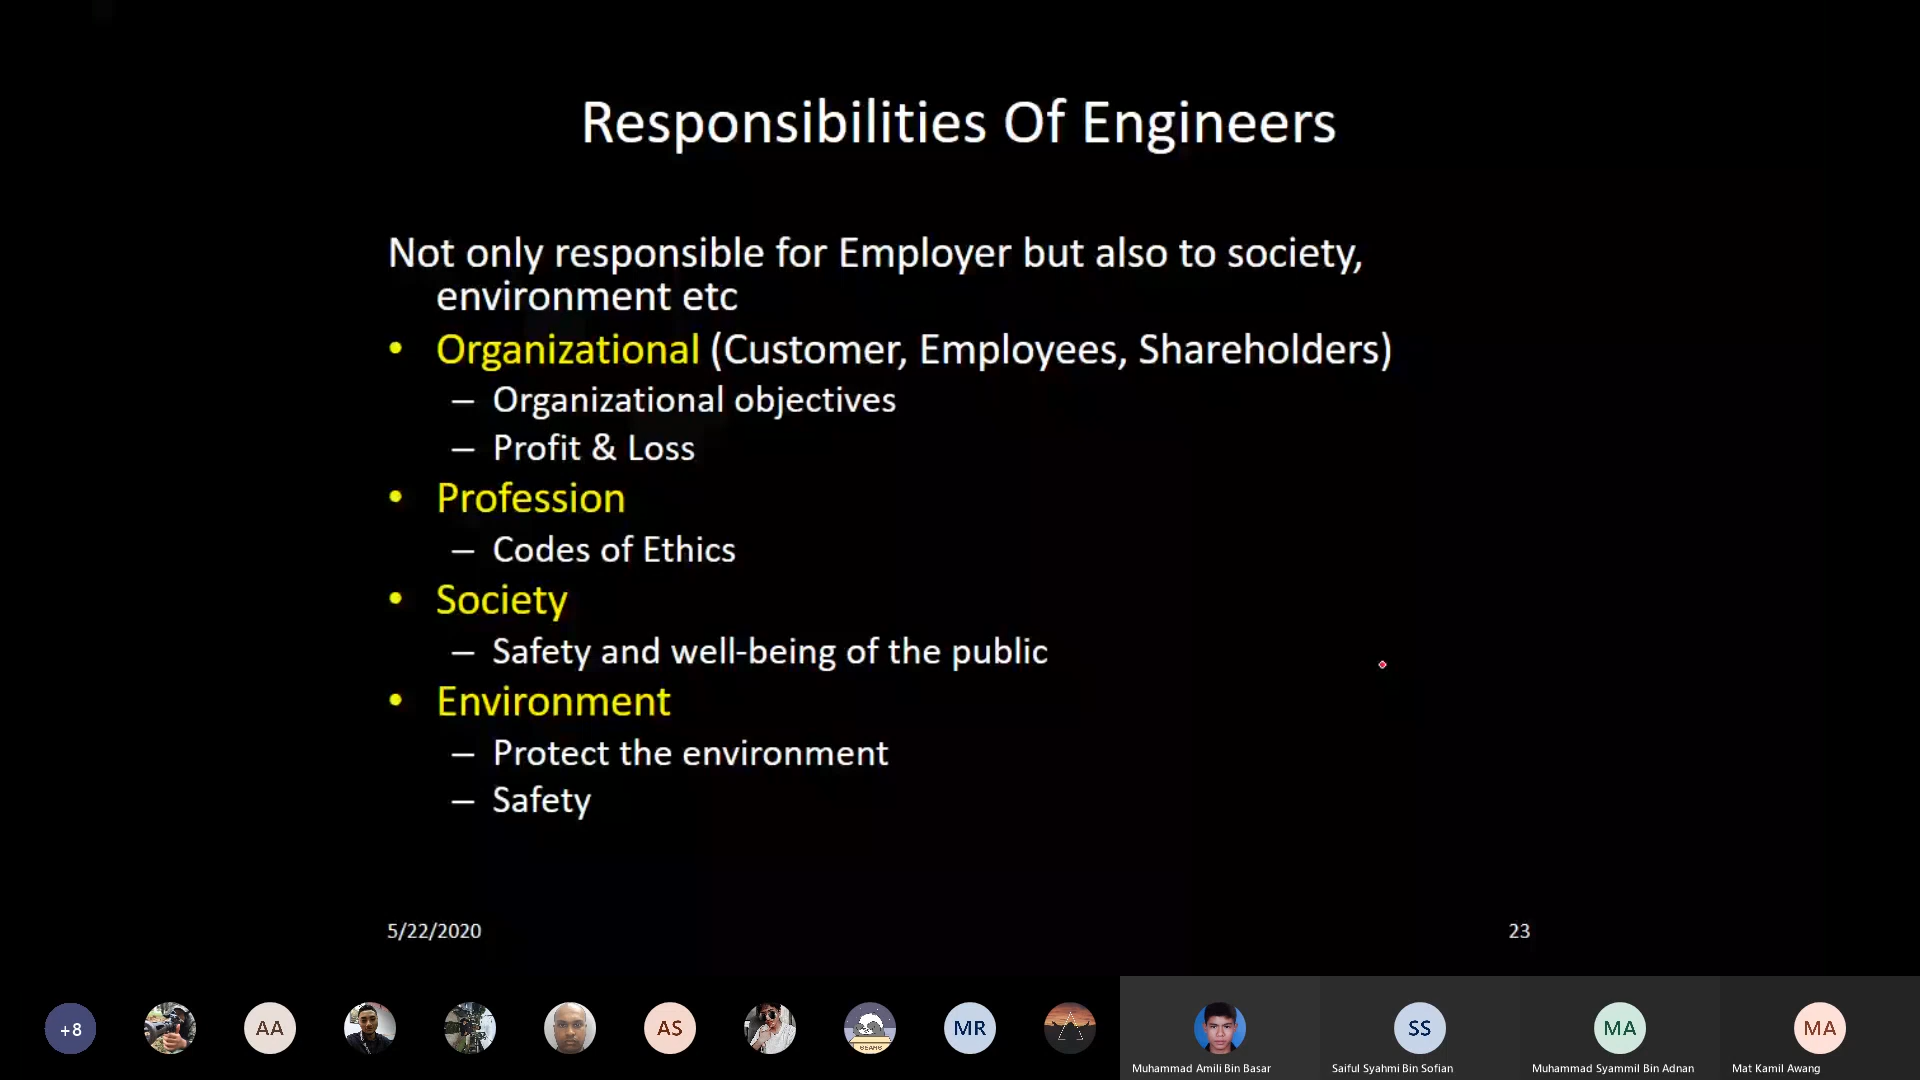 Responsibilities Of Engineers
Not only responsible for Employer but also to society,
environment etc
• Organizational (Customer, Employees, Shareholders)
– Organizational objectives
– Profit & Loss
• Profession
– Codes of Ethics
• Society
– Safety and well-being of the public
• Environment
– Protect the environment
– Safety
5/22/2020
23
+8
AA
AS
BEARS
MR
SS
MA
MA
Muhammad Amili Bin Basar
Saiful Syahmi Bin Sofian
Muhammad Syammil Bin Adnan
Mat Kamil Awang